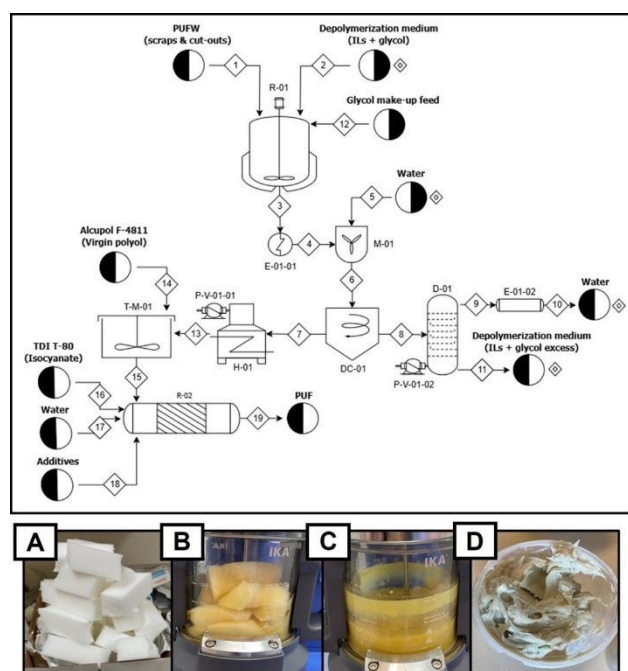 PUFW
(scraps & cut-outs)
Depolymerization medium
(ILs + glycol)
1
2
R-01
Glycol make-up feed
12
3
Water
5
E-01-01
4
M-01
Alcupol F-4811
(Virgin polyol)
14
6
P-V-01-01
T-M-01
D-01
9
E-01-02
10
Water
13
7
8
H-01
DC-01
Depolymerization medium
(ILs + glycol excess)
TDI T-80
(Isocyanate)
15
P-V-01-02
11
16
R-02
Water
17
19
PUF
Additives
18
A
B
C
D
IKA
IKA